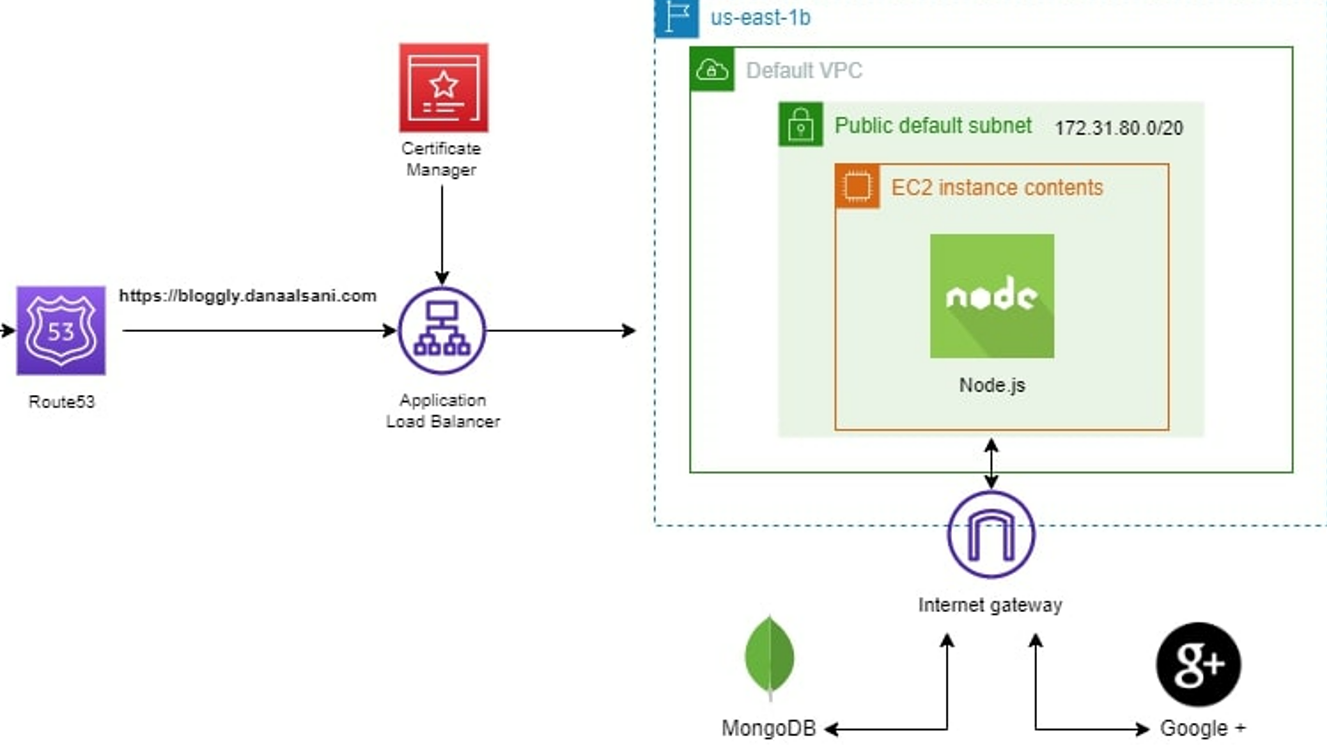 us-east-1b
Default VPC
Public default subnet 172.31.80.0/20
EC2 instance contents
node
Node.js
Certificate
Manager
https://bloggly.danaalsani.com
53
Route53
Application
Load Balancer
Internet gateway
g+
MongoDB
Google +